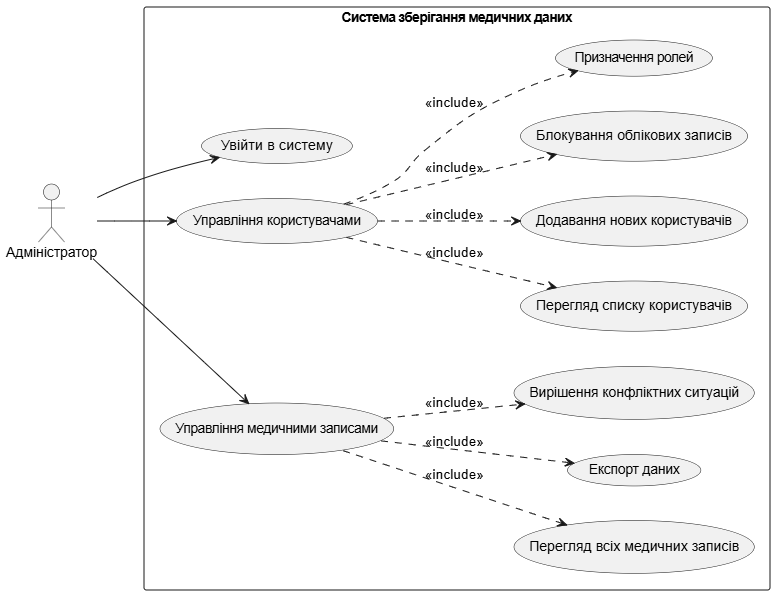 Система зберігання медичних даних
Призначення ролей
«include»
Блокування облікових записів
Увійти в систему
«include»
Управління користувачами
«include»
Додавання нових користувачів
Адміністратор
«include»
Перегляд списку користувачів
Вирішення конфліктних ситуацій
«include»
Управління медичними записами
«include»
Експорт даних
«include»
Перегляд всіх медичних записів